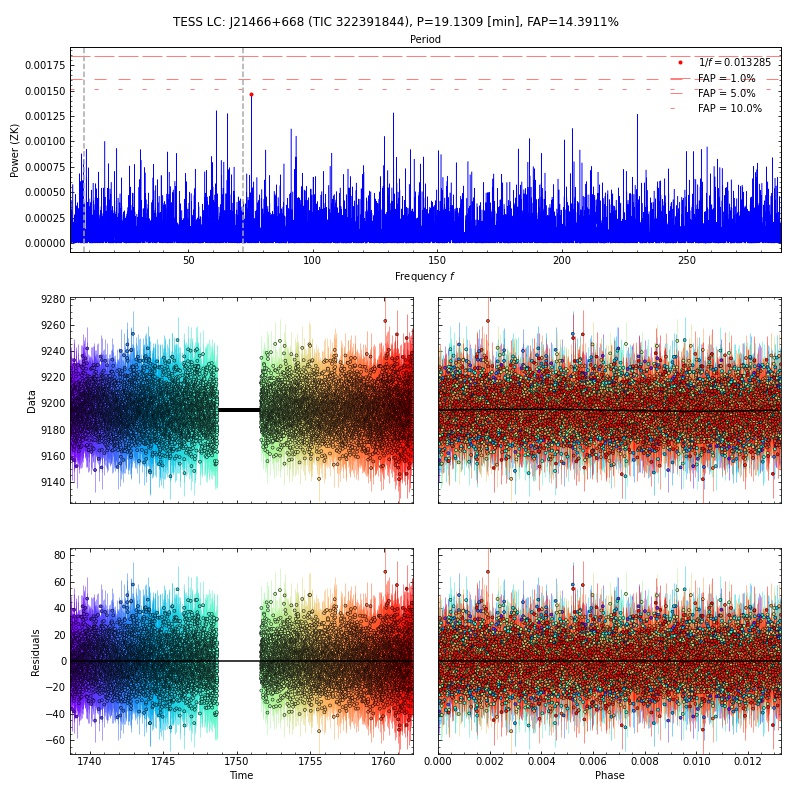 TESS LC: J21466+668 (TIC 322391844), P=19.1309 [min], FAP=14.3911%
Period
0.00175
0.00150
0.00125
0.00100
0.00075
0.00050
0.00025
0.00000
Power (ZK)
1/f = 0.013285
FAP = 1.0%
FAP = 5.0%
FAP = 10.0%
50 100 150 200 250
Frequency f
9280
9260
9240
9220
9200
9180
9160
9140
Data
80
60
40
20
0
−20
−40
−60
Residuals
1740 1745 1750 1755 1760
Time
0.000 0.002 0.004 0.006 0.008 0.010 0.012
Phase